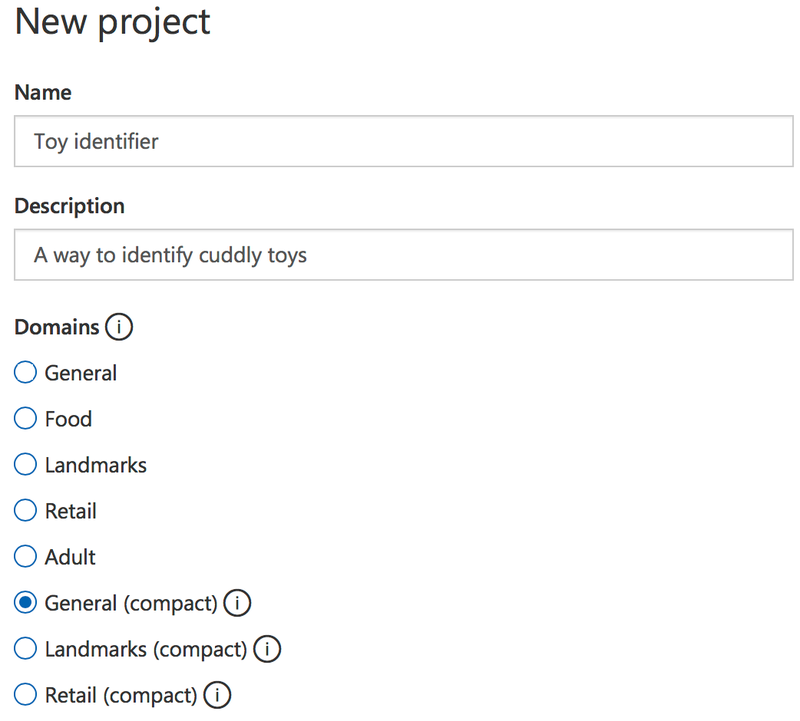 New project
Name
Toy identifier
Description
A way to identify cuddly toys
Domains
General
Food
Landmarks
Retail
Adult
General (compact)
Landmarks (compact)
Retail (compact)